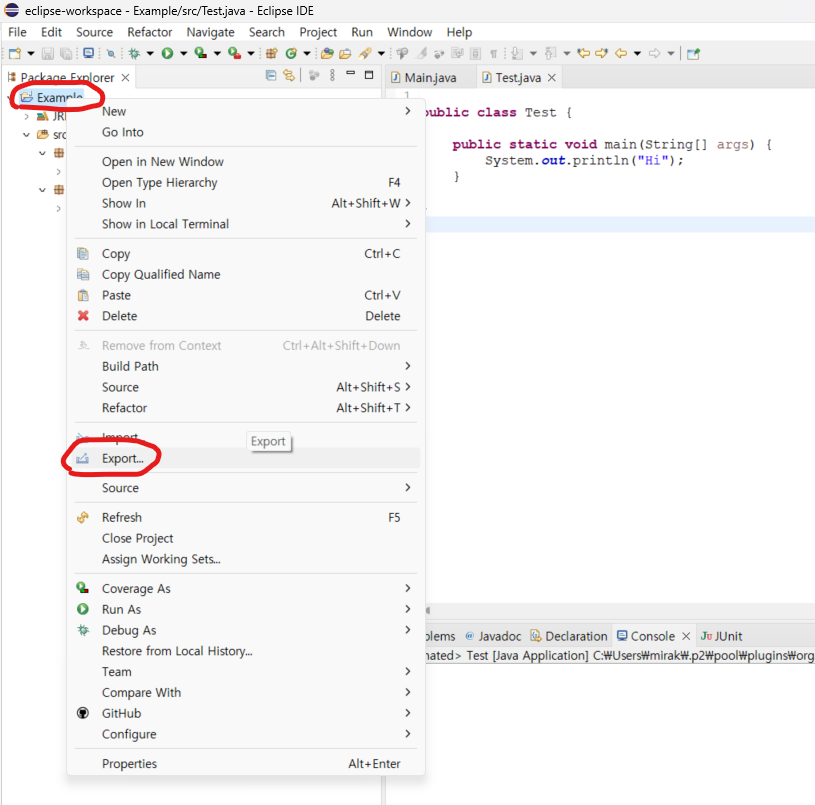 eclipse-workspace - Example/src/Test.java - Eclipse IDE
File Edit Source Refactor Navigate Search Project Run Window Help
Package Explorer
Main.java
Test.java
Example
1
public class Test {
public static void main(String[] args) {
System.out.println("Hi");
}
New
Go Into
Open in New Window
Open Type Hierarchy F4
Show In Alt+Shift+W
Show in Local Terminal
Copy Ctrl+C
Copy Qualified Name
Paste Ctrl+V
Delete Delete
Remove from Context Ctrl+Alt+Shift+Down
Build Path
Source Alt+Shift+S
Refactor Alt+Shift+T
Import...
Export...
Export
Source
Refresh F5
Close Project
Assign Working Sets...
Coverage As
Run As
Debug As
Restore from Local History...
Team
Compare With
GitHub
Configure
Properties Alt+Enter
JRE
src
blems @ Javadoc Declaration Console Ju JUnit
nated> Test [Java Application] C:₩Users₩mirak₩.p2₩pool₩plugins₩org